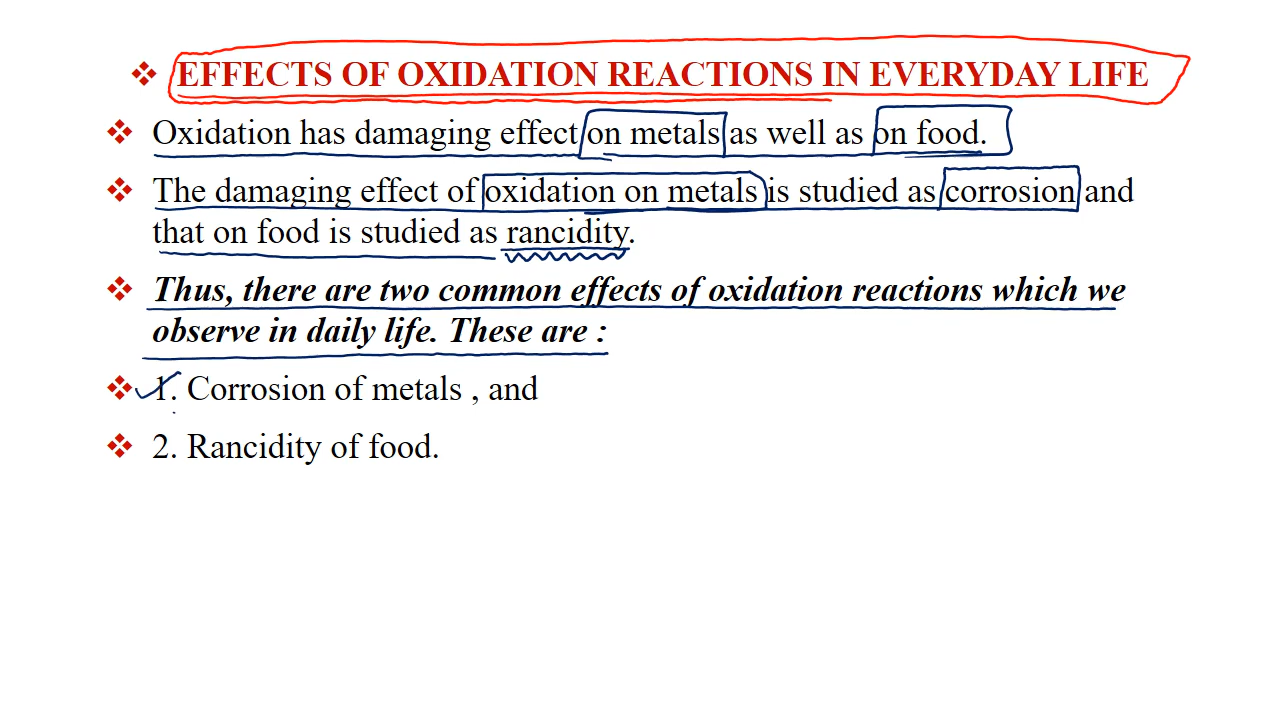 ❖ EFFECTS OF OXIDATION REACTIONS IN EVERYDAY LIFE
❖ Oxidation has damaging effect on metals as well as on food.
❖ The damaging effect of oxidation on metals is studied as corrosion and
that on food is studied as rancidity.
❖ Thus, there are two common effects of oxidation reactions which we
observe in daily life. These are :
❖ 1. Corrosion of metals , and
❖ 2. Rancidity of food.